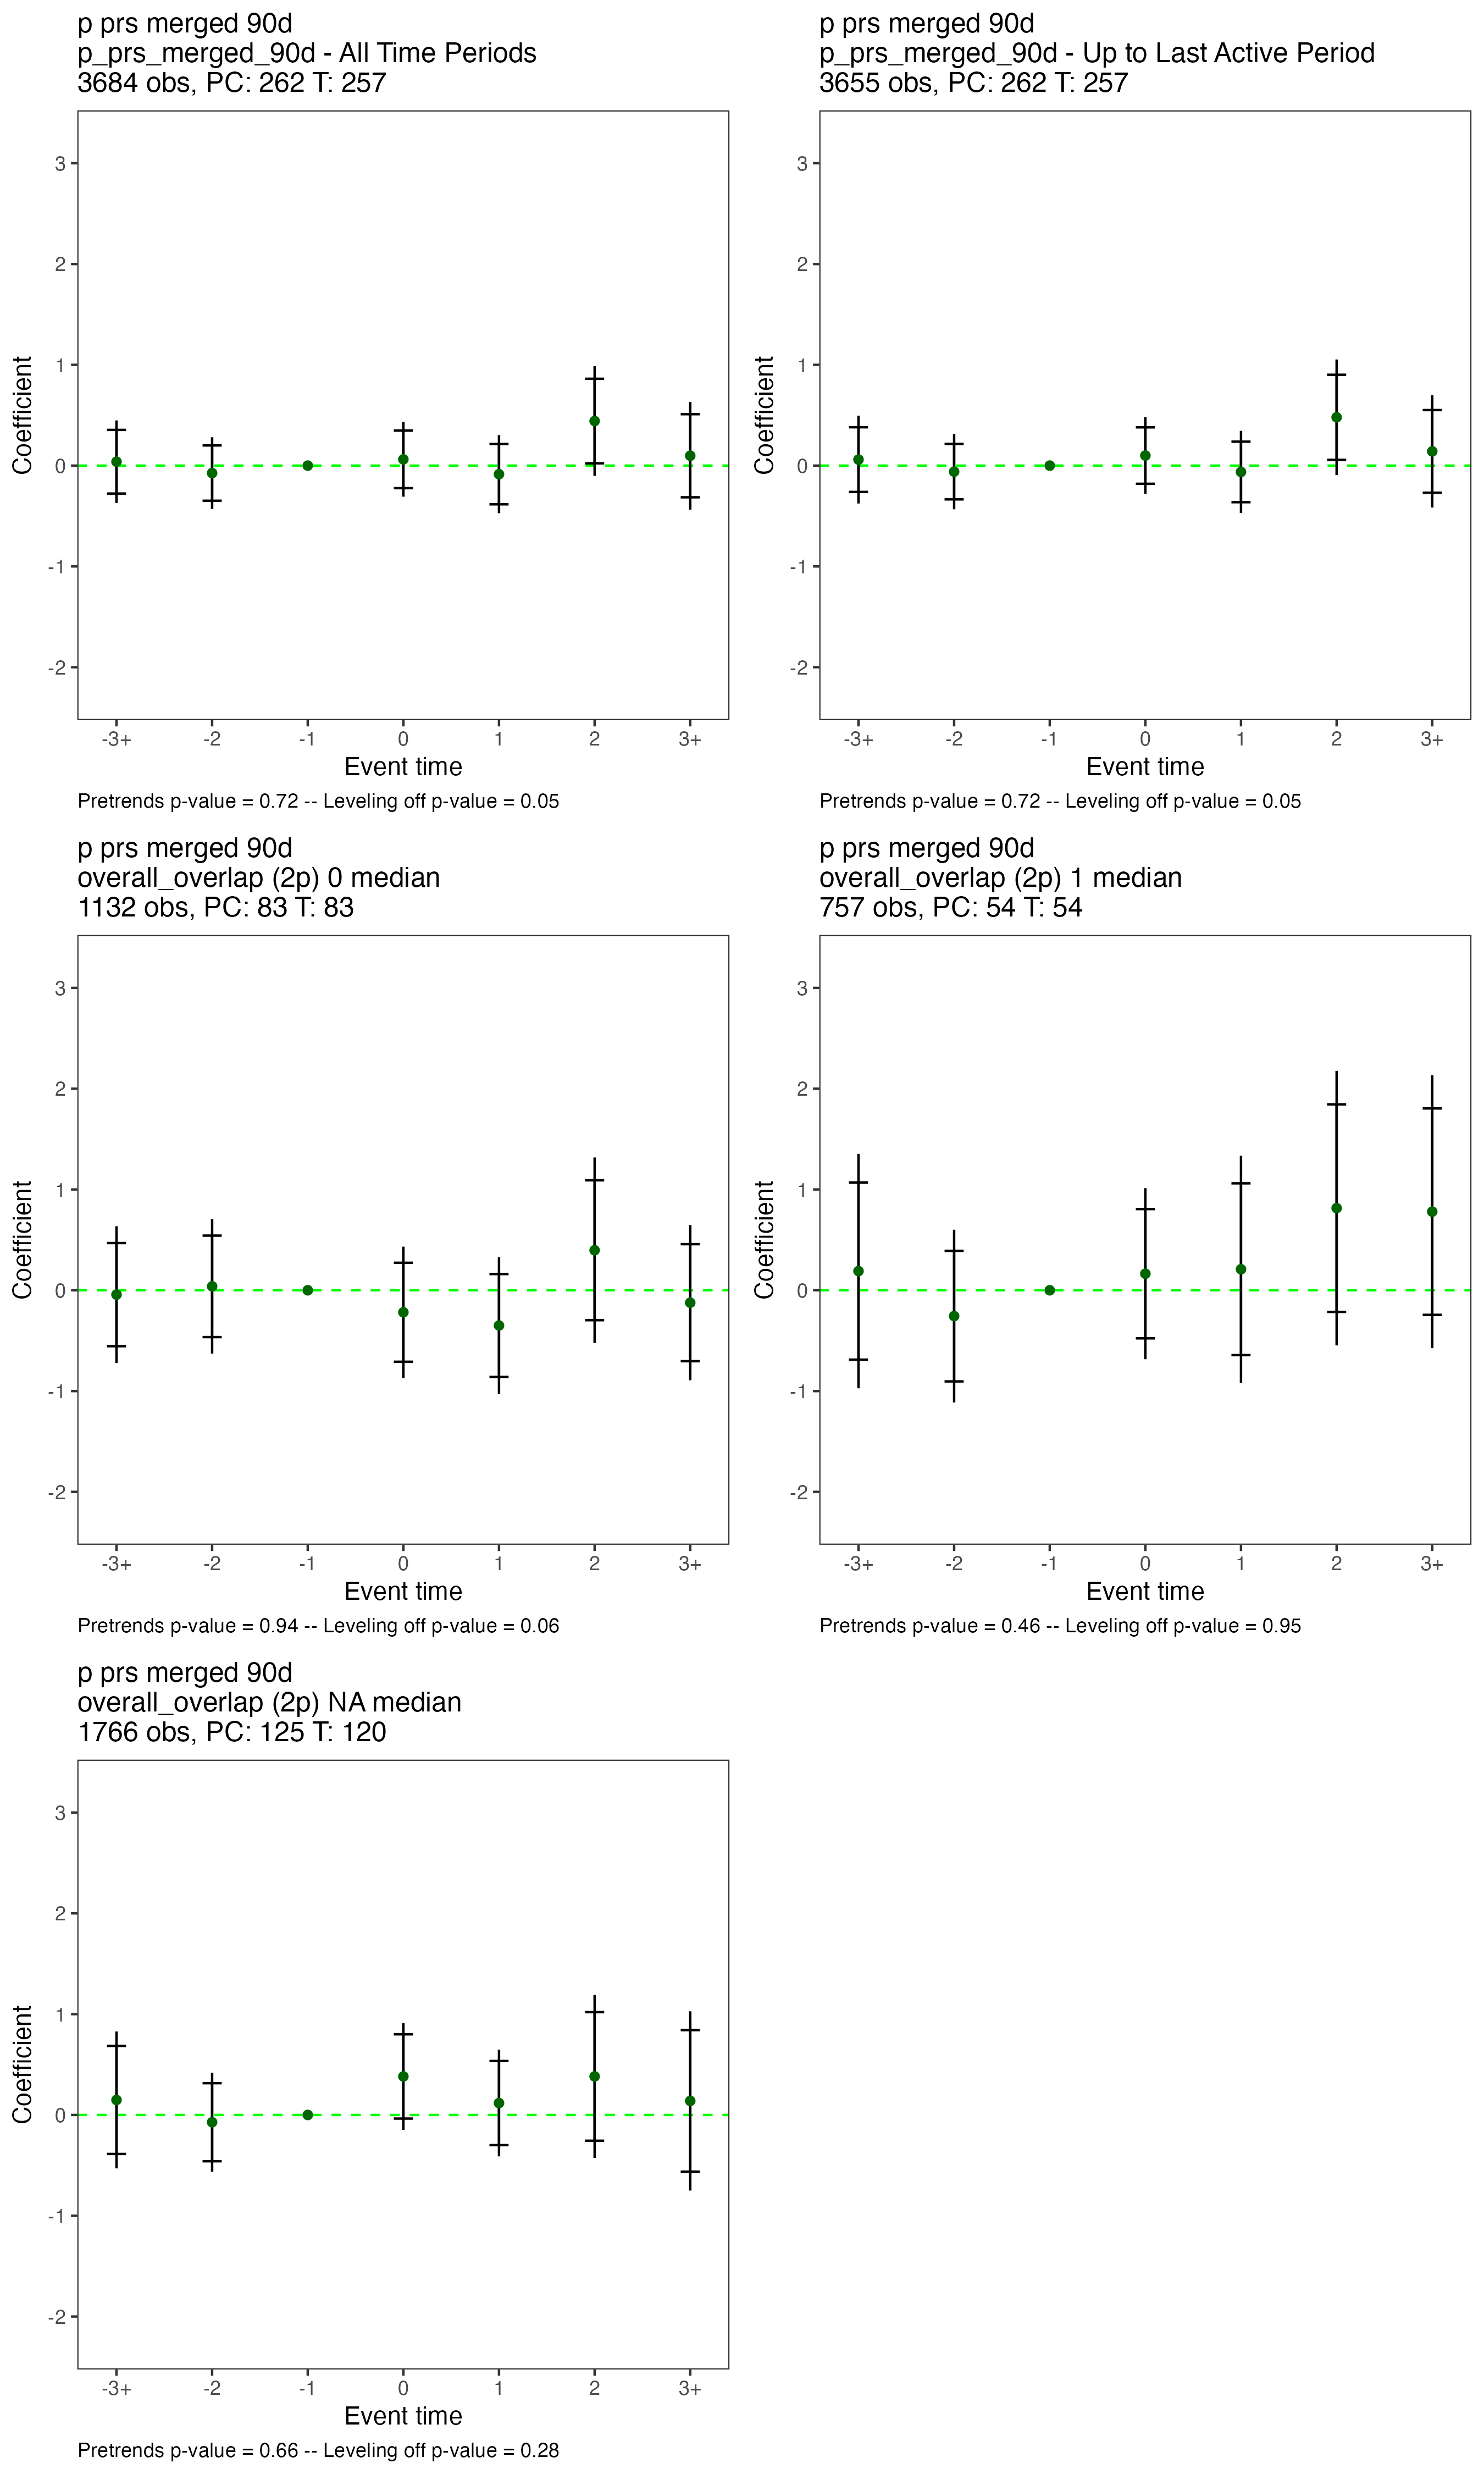 p prs merged 90d
p_prs_merged_90d - All Time Periods
3684 obs, PC: 262 T: 257
Coefficient
3
2
1
0
-1
-2
-3+
-2
-1
0
1
2
3+
Event time
Pretrends p-value = 0.72 -- Leveling off p-value = 0.05
p prs merged 90d
p_prs_merged_90d - Up to Last Active Period
3655 obs, PC: 262 T: 257
Coefficient
3
2
1
0
-1
-2
-3+
-2
-1
0
1
2
3+
Event time
Pretrends p-value = 0.72 -- Leveling off p-value = 0.05
p prs merged 90d
overall_overlap (2p) 0 median
1132 obs, PC: 83 T: 83
Coefficient
3
2
1
0
-1
-2
-3+
-2
-1
0
1
2
3+
Event time
Pretrends p-value = 0.94 -- Leveling off p-value = 0.06
p prs merged 90d
overall_overlap (2p) 1 median
757 obs, PC: 54 T: 54
Coefficient
3
2
1
0
-1
-2
-3+
-2
-1
0
1
2
3+
Event time
Pretrends p-value = 0.46 -- Leveling off p-value = 0.95
p prs merged 90d
overall_overlap (2p) NA median
1766 obs, PC: 125 T: 120
Coefficient
3
2
1
0
-1
-2
-3+
-2
-1
0
1
2
3+
Event time
Pretrends p-value = 0.66 -- Leveling off p-value = 0.28